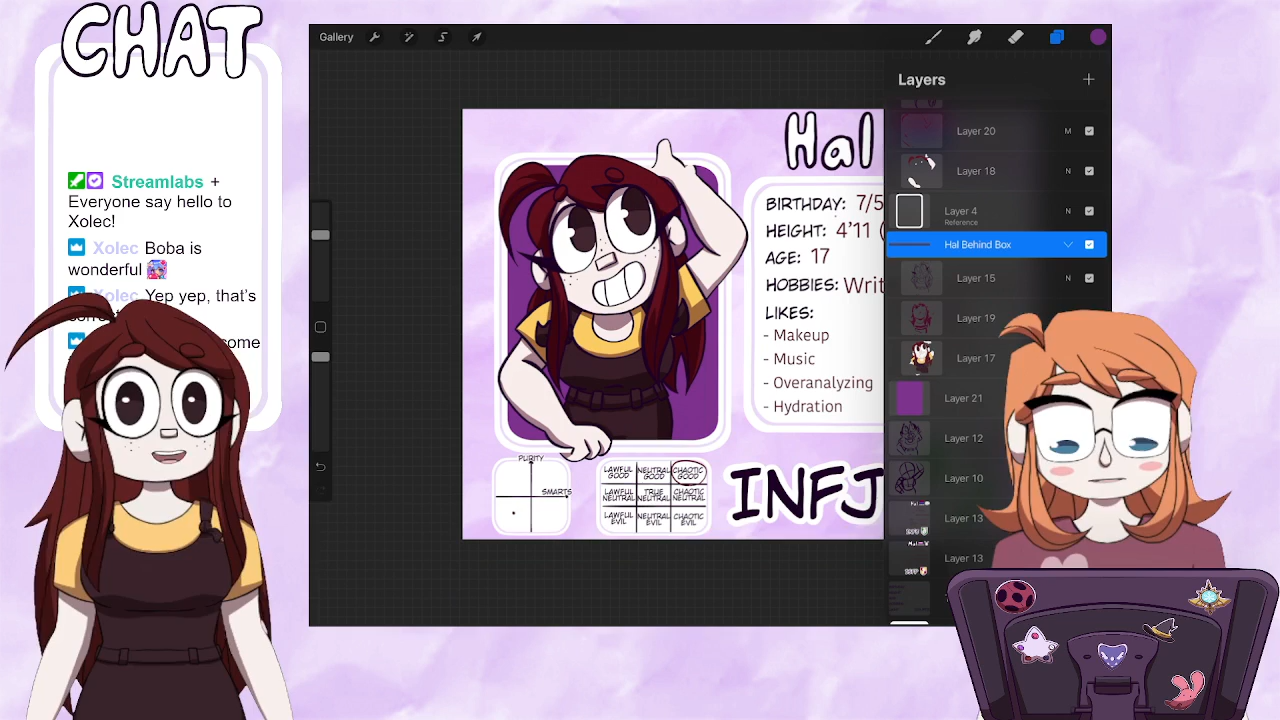 CHAT
Streamlabs +
Everyone say hello to
Xolec!
Xolec Boba is
wonderful
Xolec Yep yep, that's
come
Gallery
Hal
BIRTHDAY: 7/5
HEIGHT: 4'11 (
AGE: 17
HOBBIES: Writ
LIKES:
- Makeup
- Music
- Overanalyzing
- Hydration
PURITY
SMARTS
LAWFUL GOOD NEUTRAL GOOD CHAOTIC GOOD
LAWFUL NEUTRAL TRUE NEUTRAL CHAOTIC NEUTRAL
LAWFUL EVIL NEUTRAL EVIL CHAOTIC EVIL
INFJ
Layers
Layer 20 M
Layer 18 N
Layer 4 N
Reference
Hal Behind Box
Layer 15 N
Layer 19
Layer 17
Layer 21
Layer 12
Layer 10
Layer 13
Layer 13